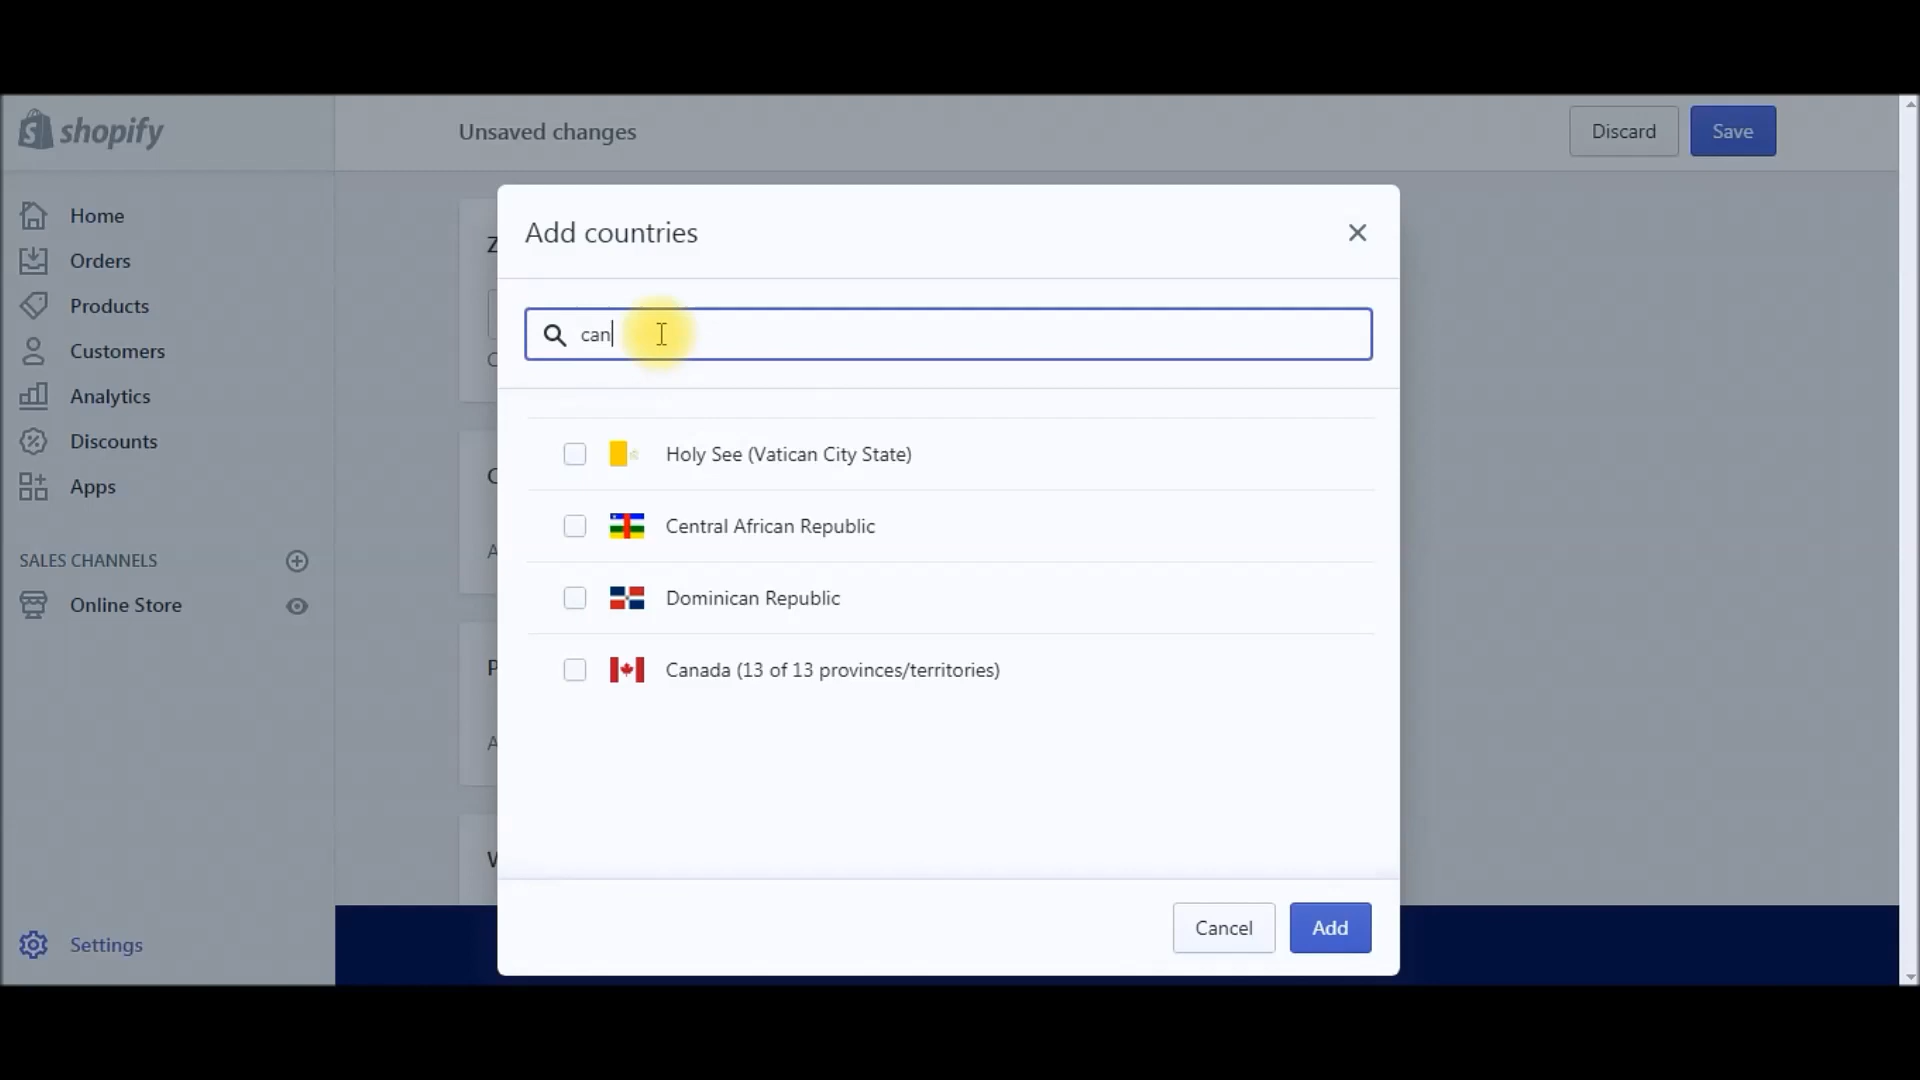 shopify
Unsaved changes
Discard
Save
Home
Orders
Products
Customers
Analytics
Discounts
Apps
SALES CHANNELS
Online Store
Settings
Add countries
can
Holy See (Vatican City State)
Central African Republic
Dominican Republic
Canada (13 of 13 provinces/territories)
Cancel
Add